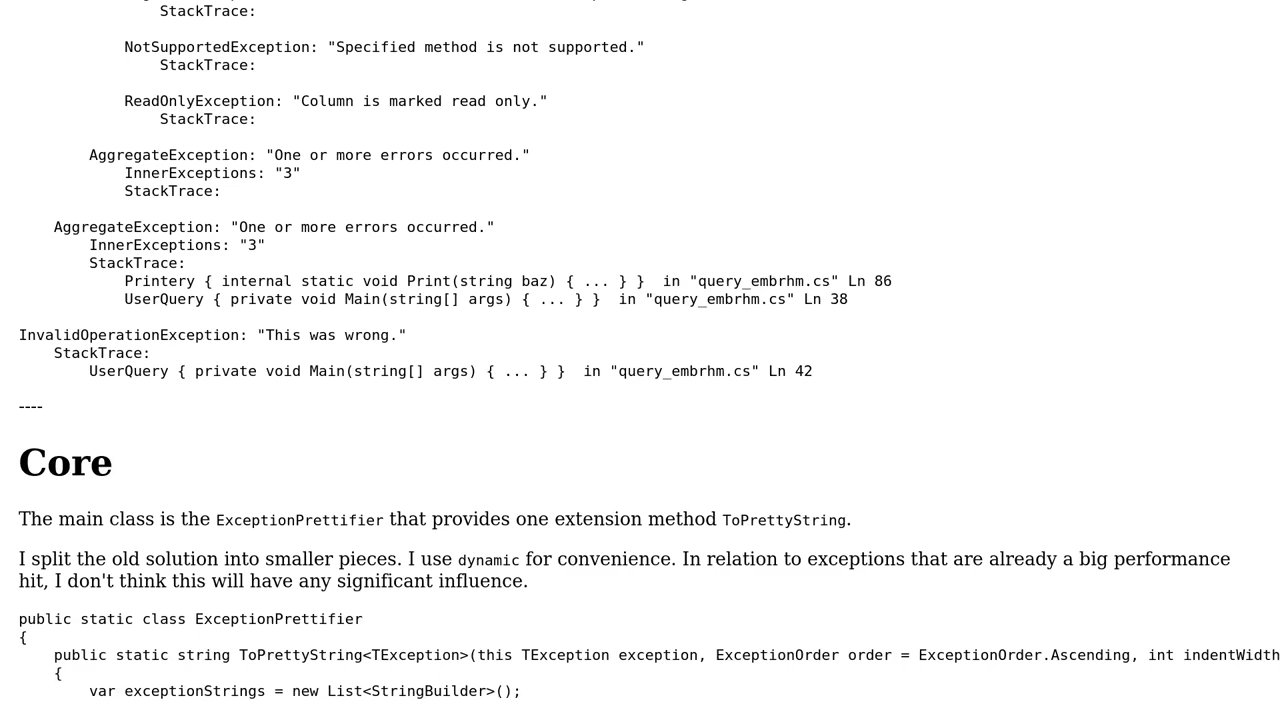 StackTrace:
NotSupportedException: "Specified method is not supported."
StackTrace:
ReadOnlyException: "Column is marked read only."
StackTrace:
AggregateException: "One or more errors occurred."
InnerExceptions: "3"
StackTrace:
AggregateException: "One or more errors occurred."
InnerExceptions: "3"
StackTrace:
Printery { internal static void Print(string baz) { ... } }  in "query_embrhm.cs" Ln 86
UserQuery { private void Main(string[] args) { ... } }  in "query_embrhm.cs" Ln 38
InvalidOperationException: "This was wrong."
StackTrace:
UserQuery { private void Main(string[] args) { ... } }  in "query_embrhm.cs" Ln 42
----
Core
The main class is the ExceptionPrettifier that provides one extension method ToPrettyString.
I split the old solution into smaller pieces. I use dynamic for convenience. In relation to exceptions that are already a big performance
hit, I don't think this will have any significant influence.
public static class ExceptionPrettifier
{
public static string ToPrettyString<TException>(this TException exception, ExceptionOrder order = ExceptionOrder.Ascending, int indentWidth
{
var exceptionStrings = new List<StringBuilder>();